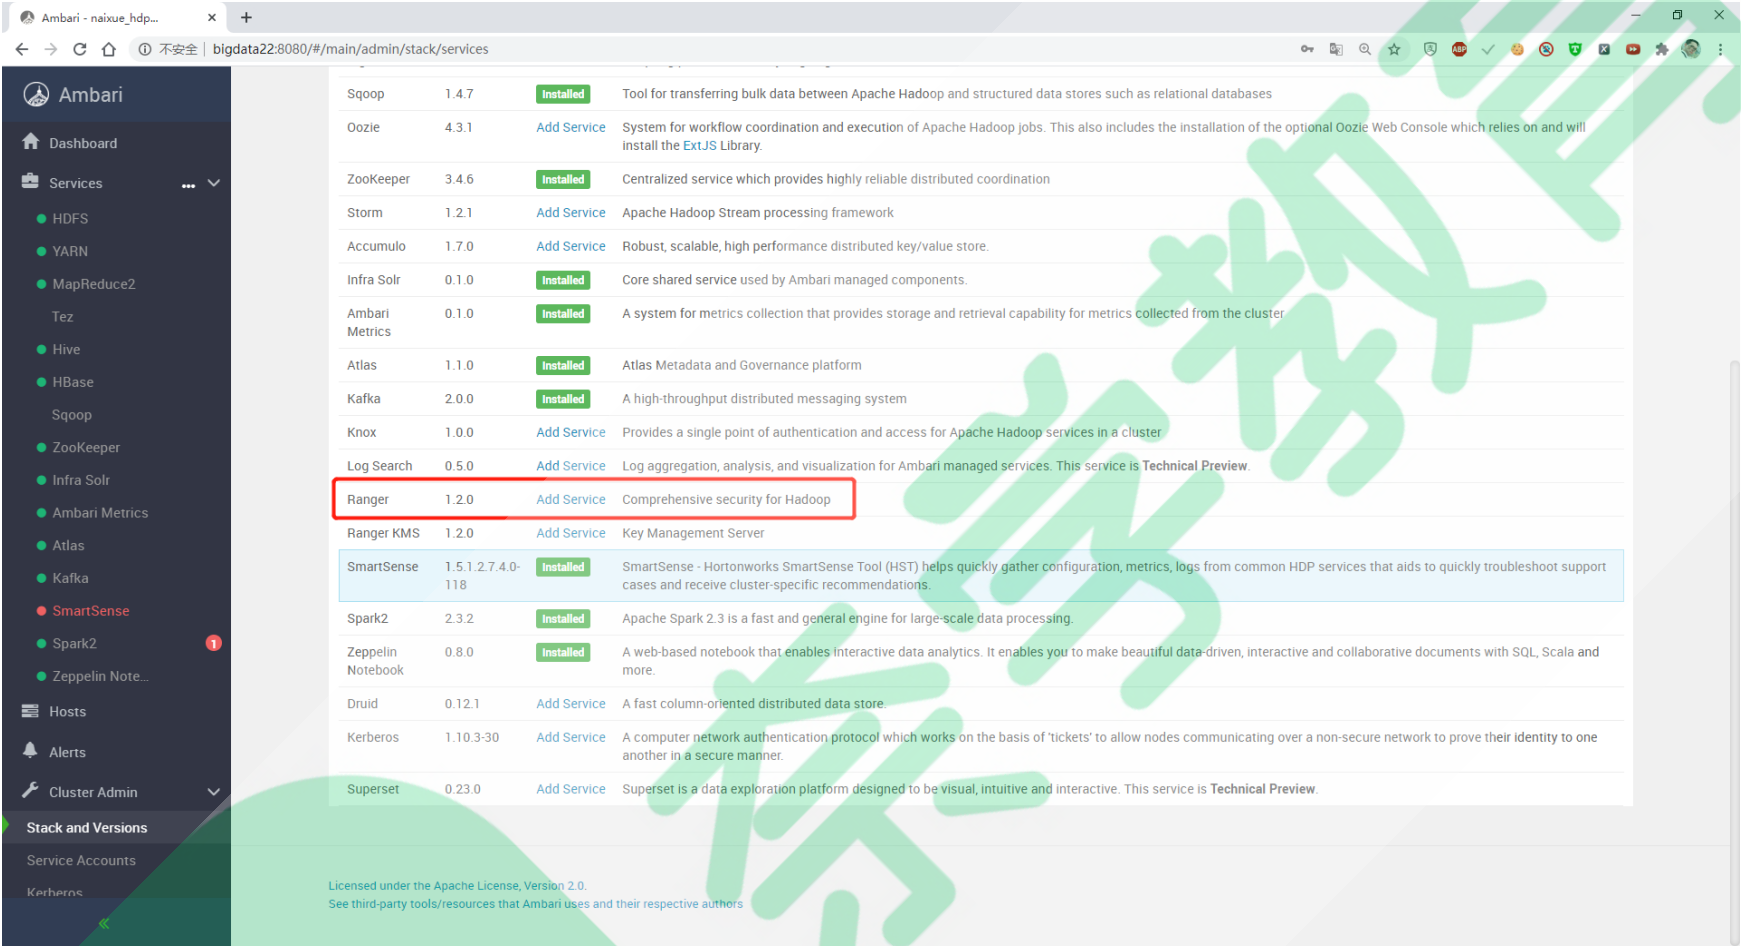 Ambari - naixue_hdp...
不安全
bigdata22:8080/#/main/admin/stack/services
Ambari
Dashboard
Services
HDFS
YARN
MapReduce2
Tez
Hive
HBase
Sqoop
ZooKeeper
Infra Solr
Ambari Metrics
Atlas
Kafka
SmartSense
Spark2 1
Zeppelin Note...
Hosts
Alerts
Cluster Admin
Stack and Versions
Service Accounts
Kerberos
Sqoop 1.4.7 Installed Tool for transferring bulk data between Apache Hadoop and structured data stores such as relational databases
Oozie 4.3.1 Add Service System for workflow coordination and execution of Apache Hadoop jobs. This also includes the installation of the optional Oozie Web Console which relies on and will
install the ExtJS Library.
ZooKeeper 3.4.6 Installed Centralized service which provides highly reliable distributed coordination
Storm 1.2.1 Add Service Apache Hadoop Stream processing framework
Accumulo 1.7.0 Add Service Robust, scalable, high performance distributed key/value store.
Infra Solr 0.1.0 Installed Core shared service used by Ambari managed components.
Ambari 0.1.0 Installed A system for metrics collection that provides storage and retrieval capability for metrics collected from the cluster
Metrics
Atlas 1.1.0 Installed Atlas Metadata and Governance platform
Kafka 2.0.0 Installed A high-throughput distributed messaging system
Knox 1.0.0 Add Service Provides a single point of authentication and access for Apache Hadoop services in a cluster
Log Search 0.5.0 Add Service Log aggregation, analysis, and visualization for Ambari managed services. This service is Technical Preview.
Ranger 1.2.0 Add Service Comprehensive security for Hadoop
Ranger KMS 1.2.0 Add Service Key Management Server
SmartSense 1.5.1.2.7.4.0- Installed SmartSense - Hortonworks SmartSense Tool (HST) helps quickly gather configuration, metrics, logs from common HDP services that aids to quickly troubleshoot support
118 cases and receive cluster-specific recommendations.
Spark2 2.3.2 Installed Apache Spark 2.3 is a fast and general engine for large-scale data processing.
Zeppelin 0.8.0 Installed A web-based notebook that enables interactive data analytics. It enables you to make beautiful data-driven, interactive and collaborative documents with SQL, Scala and
Notebook more.
Druid 0.12.1 Add Service A fast column-oriented distributed data store.
Kerberos 1.10.3-30 Add Service A computer network authentication protocol which works on the basis of 'tickets' to allow nodes communicating over a non-secure network to prove their identity to one
another in a secure manner.
Superset 0.23.0 Add Service Superset is a data exploration platform designed to be visual, intuitive and interactive. This service is Technical Preview.
Licensed under the Apache License, Version 2.0.
See third-party tools/resources that Ambari uses and their respective authors
奈学教育